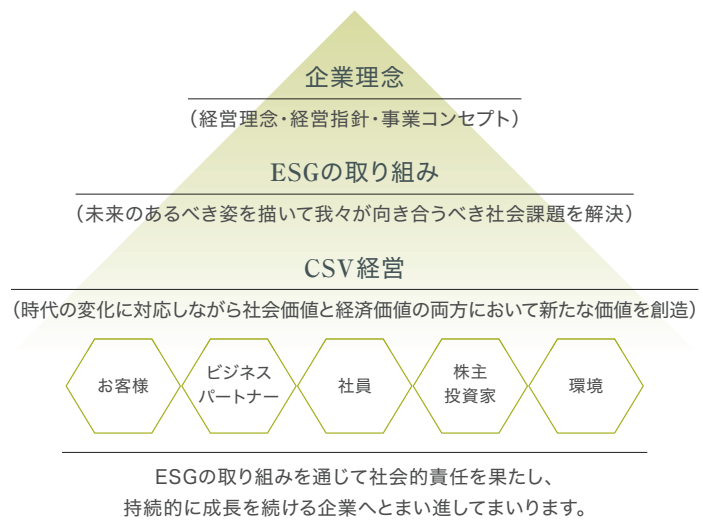 企業理念
（経営理念・経営指針・事業コンセプト）
ESGの取り組み
（未来のあるべき姿を描いて我々が向き合うべき社会課題を解決）
CSV経営
（時代の変化に対応しながら社会価値と経済価値の両方において新たな価値を創造）
お客様
ビジネス
パートナー
社員
株主
投資家
環境
ESGの取り組みを通じて社会的責任を果たし、
持続的に成長を続ける企業へとまい進してまいります。